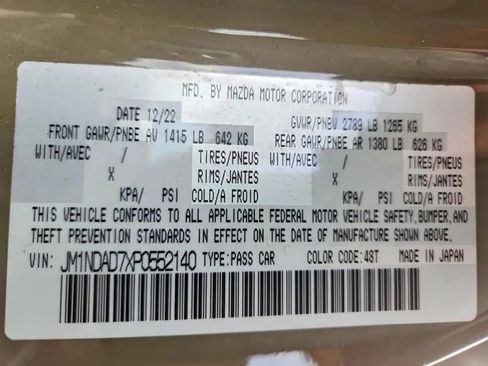 MFD. BY MAZDA MOTOR CORPORATION
DATE 12/22 GVWR/PNBV 2789 LB 1265 KG
FRONT GAWR/PNBE AV 1415 LB 642 KG REAR GAWR/PNBE AR 1380 LB 626 KG
WITH/AVEC / TIRES/PNEUS WITH/AVEC / TIRES/PNEUS
X RIMS/JANTES X RIMS/JANTES
KPA/ PSI COLD/A FROID KPA/ PSI COLD/A FROID
THIS VEHICLE CONFORMS TO ALL APPLICABLE FEDERAL MOTOR VEHICLE SAFETY, BUMPER, AND
THEFT PREVENTION STANDARDS IN EFFECT ON THE DATE OF MANUFACTURE SHOWN ABOVE.
VIN: JM1NDAD7XP0552140 TYPE:PASS CAR COLOR CODE:48T MADE IN JAPAN